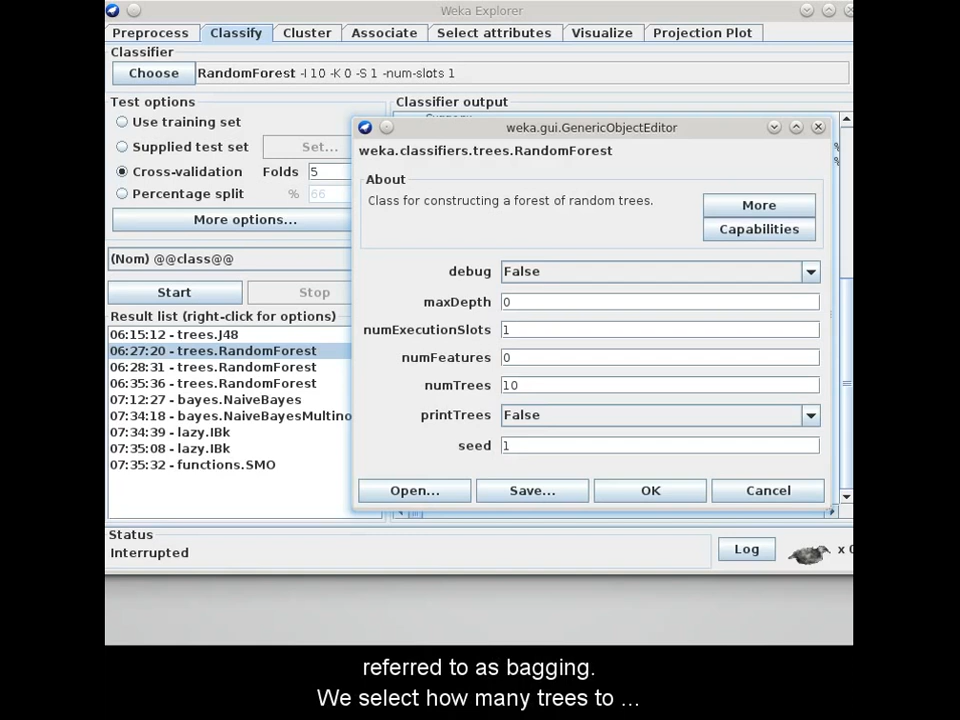 Weka Explorer
Preprocess Classify Cluster Associate Select attributes Visualize Projection Plot
Classifier
Choose RandomForest -I 10 -K 0 -S 1 -num-slots 1
Test options
Classifier output
Use training set
Supplied test set Set...
Cross-validation Folds 5
Percentage split % 66
More options...
(Nom) @@class@@
Start Stop
Result list (right-click for options)
06:15:12 - trees.J48
06:27:20 - trees.RandomForest
06:28:31 - trees.RandomForest
06:35:36 - trees.RandomForest
07:12:27 - bayes.NaiveBayes
07:34:18 - bayes.NaiveBayesMultino
07:34:39 - lazy.IBk
07:35:08 - lazy.IBk
07:35:32 - functions.SMO
weka.gui.GenericObjectEditor
weka.classifiers.trees.RandomForest
About
Class for constructing a forest of random trees.
More
Capabilities
debug False
maxDepth 0
numExecutionSlots 1
numFeatures 0
numTrees 10
printTrees False
seed 1
Open... Save... OK Cancel
Status
Interrupted
Log x 0
referred to as bagging.
We select how many trees to ...